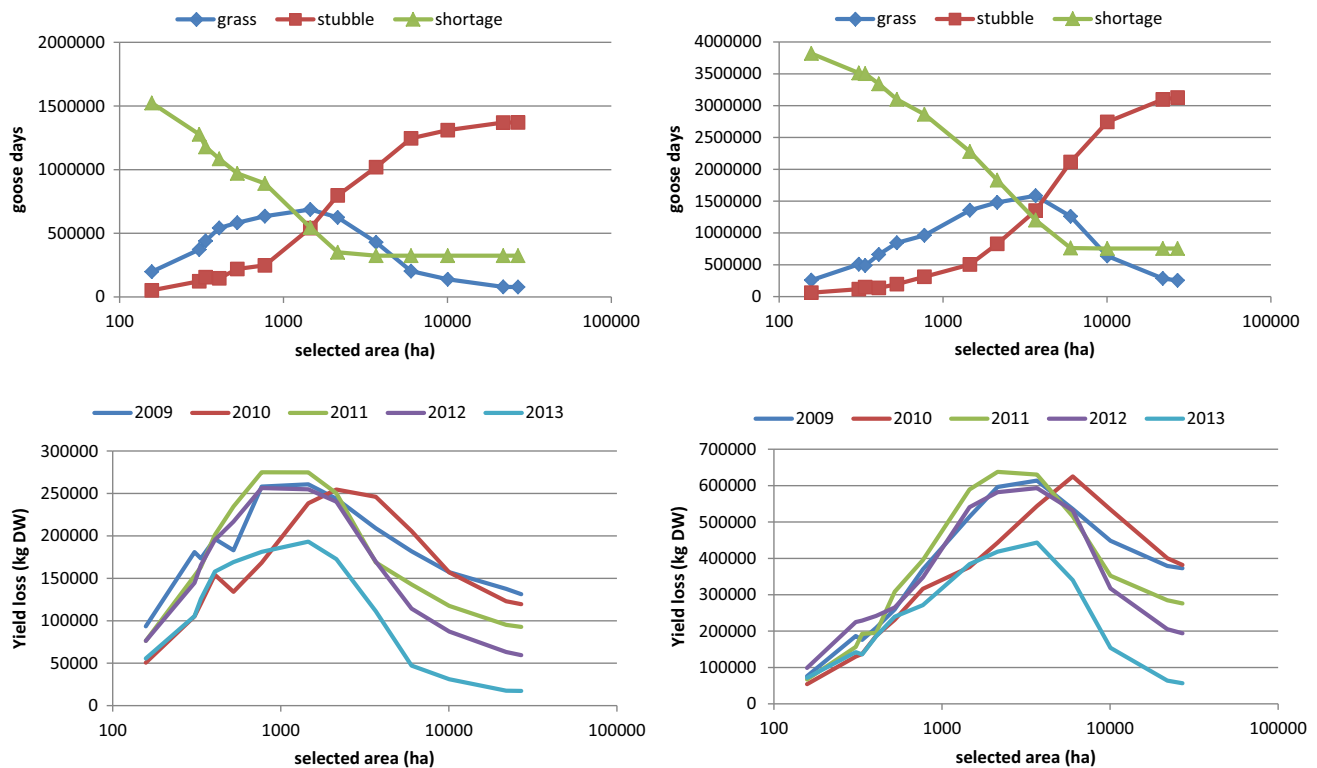 grass stubble shortage
2000000
1500000
1000000
500000
0
goose days
100 1000 10000 100000
selected area (ha)
grass stubble shortage
4000000
3500000
3000000
2500000
2000000
1500000
1000000
500000
0
goose days
100 1000 10000 100000
selected area (ha)
2009 2010 2011 2012 2013
300000
250000
200000
150000
100000
50000
0
Yield loss (kg DW)
100 1000 10000 100000
selected area (ha)
2009 2010 2011 2012 2013
700000
600000
500000
400000
300000
200000
100000
0
Yield loss (kg DW)
100 1000 10000 100000
selected area (ha)